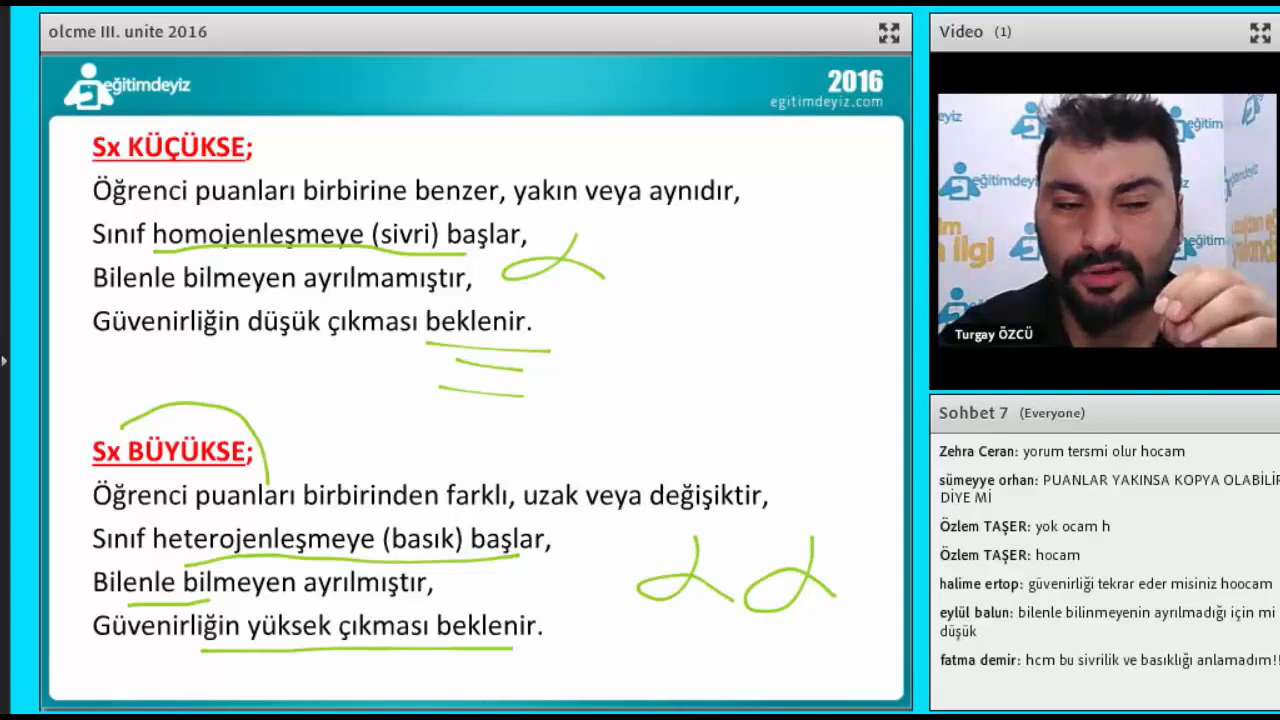 olcme III. unite 2016
eğitimdeyiz
2016
egitimdeyiz.com
Sx KÜÇÜKSE;
Öğrenci puanları birbirine benzer, yakın veya aynıdır,
Sınıf homojenleşmeye (sivri) başlar,
Bilenle bilmeyen ayrılmamıştır,
Güvenirliğin düşük çıkması beklenir.
Sx BÜYÜKSE;
Öğrenci puanları birbirinden farklı, uzak veya değişiktir,
Sınıf heterojenleşmeye (basık) başlar,
Bilenle bilmeyen ayrılmıştır,
Güvenirliğin yüksek çıkması beklenir.
Video (1)
Turgay ÖZCÜ
Sohbet 7 (Everyone)
Zehra Ceran: yorum tersmi olur hocam
sümeyye orhan: PUANLAR YAKINSA KOPYA OLABİLİR
DİYE Mİ
Özlem TAŞER: yok ocam h
Özlem TAŞER: hocam
halime ertop: güvenirliği tekrar eder misiniz hoocam
eylül balun: bilenle bilinmeyenin ayrılmadığı için mi
düşük
fatma demir: hcm bu sivrilik ve basıklığı anlamadım!!